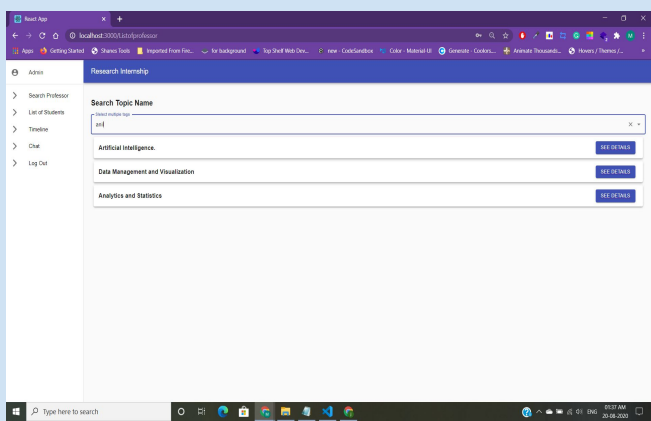 React App
localhost:3000/Listofprofessor
Apps
Getting Started
Shanes Tools
Imported From Fire...
for background
Top Shelf Web Dev...
new - CodeSandbox
Color - Material-UI
Generate - Coolors...
Animate Thousands...
Hovers / Themes /...
Admin
Research Internship
Search Professor
List of Students
Timeline
Chat
Log Out
Search Topic Name
Select multiple tags
Artificial Intelligence.
SEE DETAILS
Data Management and Visualization
SEE DETAILS
Analytics and Statistics
SEE DETAILS
Type here to search
ENG
01:37 AM
20-08-2020